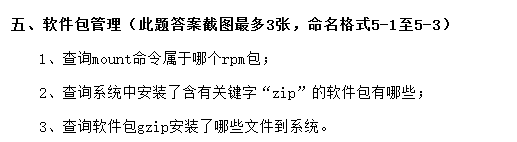 五、软件包管理（此题答案截图最多3张，命名格式5-1至5-3）
1、查询mount命令属于哪个rpm包；
2、查询系统中安装了含有关键字“zip”的软件包有哪些；
3、查询软件包gzip安装了哪些文件到系统。